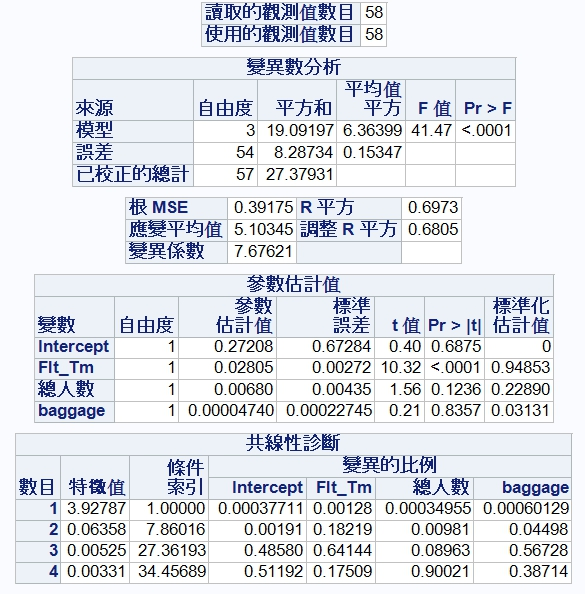 讀取的觀測值數目 58
使用的觀測值數目 58
變異數分析
來源 自由度 平方和 平均值平方 F 值 Pr > F
模型 3 19.09197 6.36399 41.47 <.0001
誤差 54 8.28734 0.15347
已校正的總計 57 27.37931
根 MSE 0.39175 R 平方 0.6973
應變平均值 5.10345 調整 R 平方 0.6805
變異係數 7.67621
參數估計值
變數 自由度 參數估計值 標準誤差 t 值 Pr > |t| 標準化估計值
Intercept 1 0.27208 0.67284 0.40 0.6875 0
Flt_Tm 1 0.02805 0.00272 10.32 <.0001 0.94853
總人數 1 0.00680 0.00435 1.56 0.1236 0.22890
baggage 1 0.00004740 0.00022745 0.21 0.8357 0.03131
共線性診斷
數目 特徵值 條件索引 變異的比例
Intercept Flt_Tm 總人數 baggage
1 3.92787 1.00000 0.00037711 0.00128 0.00034955 0.00060129
2 0.06358 7.86016 0.00191 0.18219 0.00981 0.04498
3 0.00525 27.36193 0.48580 0.64144 0.08963 0.56728
4 0.00331 34.45689 0.51192 0.17509 0.90021 0.38714